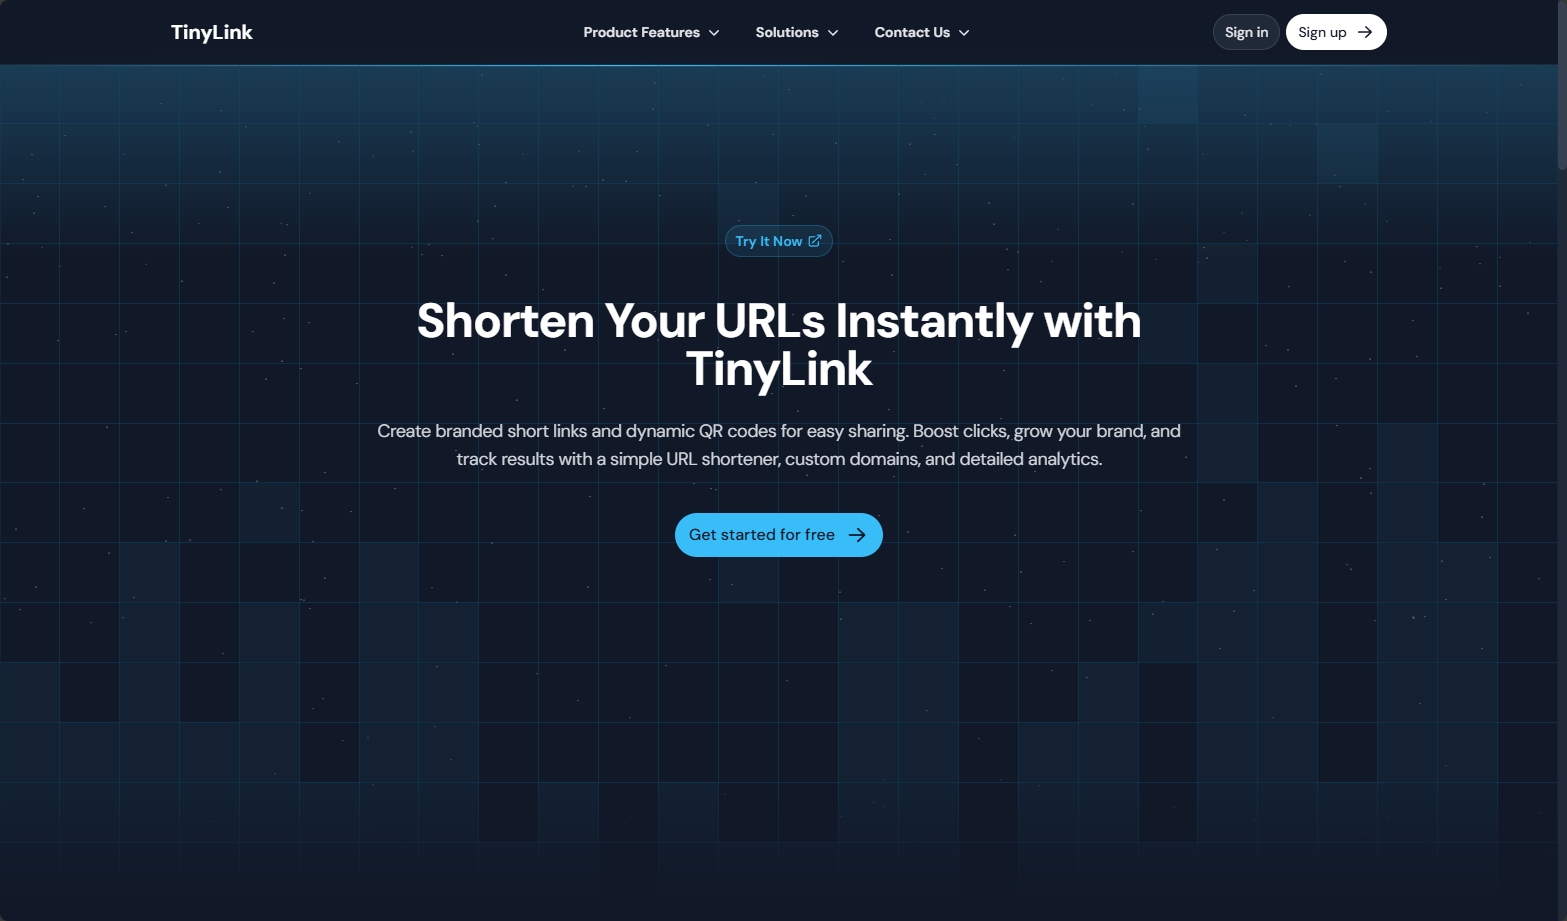 TinyLink
Product Features
Solutions
Contact Us
Sign in
Sign up
Try It Now
Shorten Your URLs Instantly with
TinyLink
Create branded short links and dynamic QR codes for easy sharing. Boost clicks, grow your brand, and
track results with a simple URL shortener, custom domains, and detailed analytics.
Get started for free